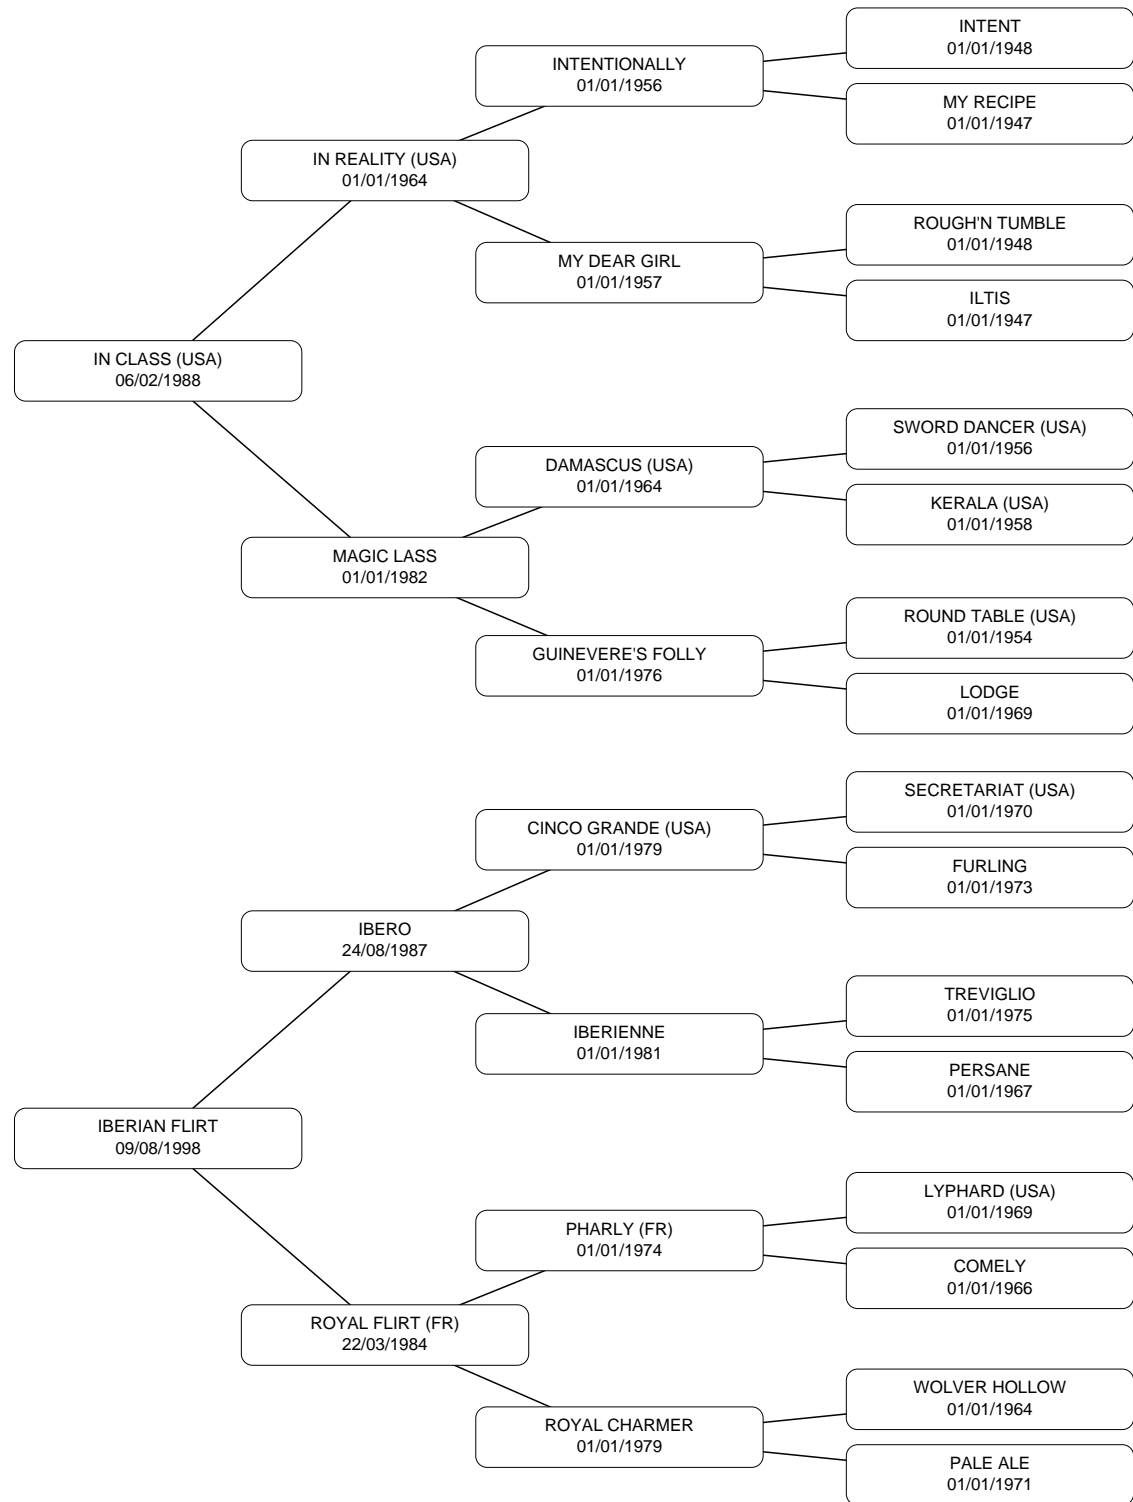 INTENT
01/01/1948
INTENTIONALLY
01/01/1956
MY RECIPE
01/01/1947
IN REALITY (USA)
01/01/1964
ROUGH'N TUMBLE
01/01/1948
MY DEAR GIRL
01/01/1957
ILTIS
01/01/1947
IN CLASS (USA)
06/02/1988
SWORD DANCER (USA)
01/01/1956
DAMASCUS (USA)
01/01/1964
KERALA (USA)
01/01/1958
MAGIC LASS
01/01/1982
ROUND TABLE (USA)
01/01/1954
GUINEVERE'S FOLLY
01/01/1976
LODGE
01/01/1969
SECRETARIAT (USA)
01/01/1970
CINCO GRANDE (USA)
01/01/1979
FURLING
01/01/1973
IBERO
24/08/1987
TREVIGLIO
01/01/1975
IBERIENNE
01/01/1981
PERSANE
01/01/1967
IBERIAN FLIRT
09/08/1998
LYPHARD (USA)
01/01/1969
PHARLY (FR)
01/01/1974
COMELY
01/01/1966
ROYAL FLIRT (FR)
22/03/1984
WOLVER HOLLOW
01/01/1964
ROYAL CHARMER
01/01/1979
PALE ALE
01/01/1971